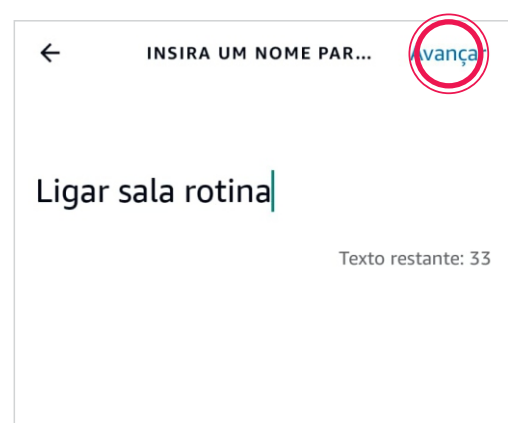 INSIRA UM NOME PAR... Avançar
Ligar sala rotina
Texto restante: 33